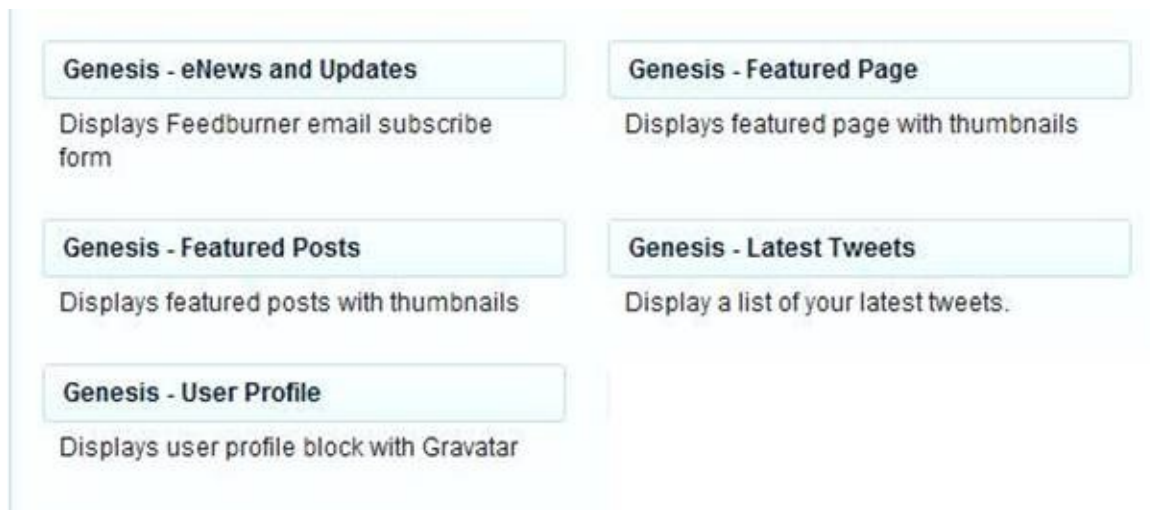 Genesis - eNews and Updates
Displays Feedburner email subscribe
form
Genesis - Featured Page
Displays featured page with thumbnails
Genesis - Featured Posts
Displays featured posts with thumbnails
Genesis - Latest Tweets
Display a list of your latest tweets.
Genesis - User Profile
Displays user profile block with Gravatar